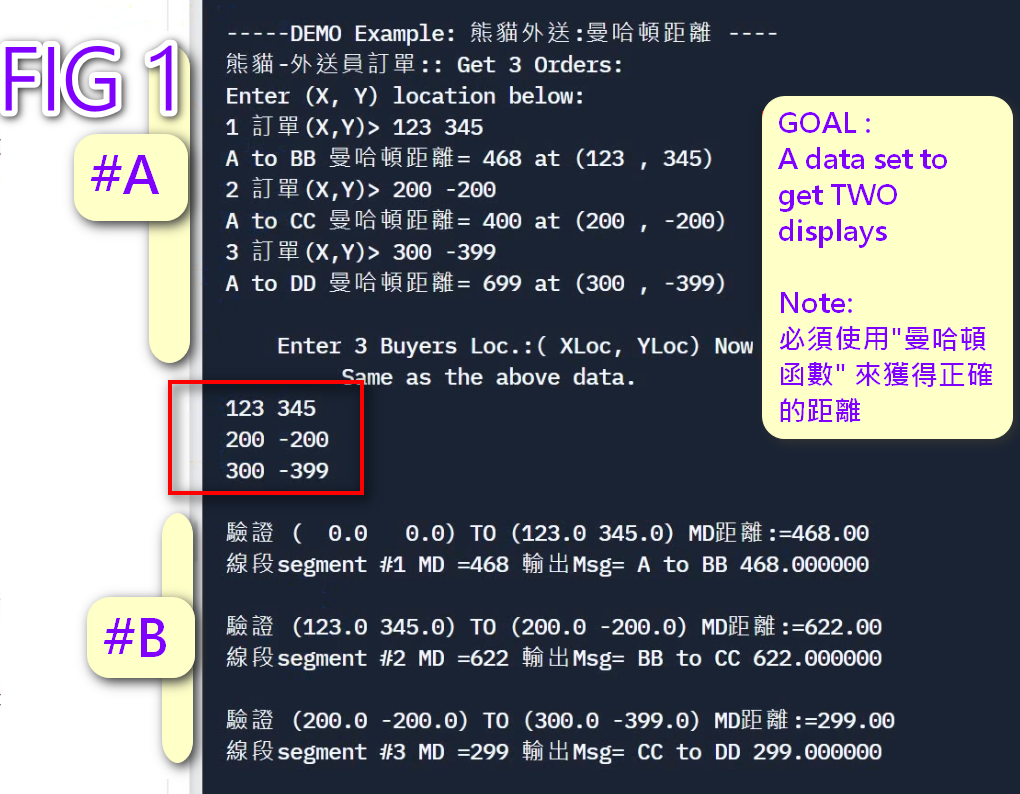 FIG 1
#A
-----DEMO Example: 熊貓外送:曼哈頓距離 ----
熊貓-外送員訂單:: Get 3 Orders:
Enter (X, Y) location below:
1 訂單(X,Y)> 123 345
A to BB 曼哈頓距離= 468 at (123 , 345)
2 訂單(X,Y)> 200 -200
A to CC 曼哈頓距離= 400 at (200 , -200)
3 訂單(X,Y)> 300 -399
A to DD 曼哈頓距離= 699 at (300 , -399)
Enter 3 Buyers Loc.:( XLoc, YLoc) Now
Same as the above data.
123 345
200 -200
300 -399
GOAL :
A data set to
get TWO
displays
Note:
必須使用"曼哈頓
函數" 來獲得正確
的距離
#B
驗證 (  0.0   0.0) TO (123.0 345.0) MD距離:=468.00
線段segment #1 MD =468 輸出Msg= A to BB 468.000000
驗證 (123.0 345.0) TO (200.0 -200.0) MD距離:=622.00
線段segment #2 MD =622 輸出Msg= BB to CC 622.000000
驗證 (200.0 -200.0) TO (300.0 -399.0) MD距離:=299.00
線段segment #3 MD =299 輸出Msg= CC to DD 299.000000